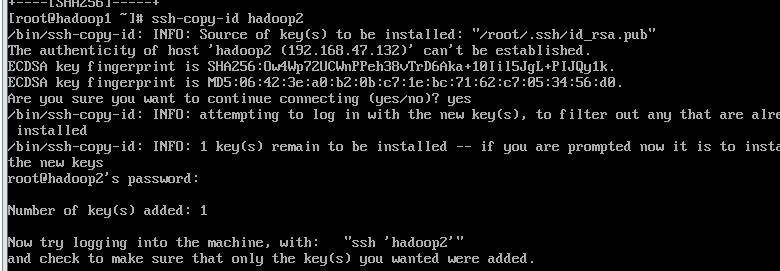 +----[SHA256]-----+
[root@hadoop1 ~]# ssh-copy-id hadoop2
/bin/ssh-copy-id: INFO: Source of key(s) to be installed: "/root/.ssh/id_rsa.pub"
The authenticity of host 'hadoop2 (192.168.47.132)' can't be established.
ECDSA key fingerprint is SHA256:Ow4Wp72UCWnPPeh38vTrD6Aka+10Iil5JgL+PIJQy1k.
ECDSA key fingerprint is MD5:06:42:3e:a0:b2:0b:c7:1e:bc:71:62:c7:05:34:56:d0.
Are you sure you want to continue connecting (yes/no)? yes
/bin/ssh-copy-id: INFO: attempting to log in with the new key(s), to filter out any that are alre
installed
/bin/ssh-copy-id: INFO: 1 key(s) remain to be installed -- if you are prompted now it is to insta
the new keys
root@hadoop2's password:
Number of key(s) added: 1
Now try logging into the machine, with:   "ssh 'hadoop2'"
and check to make sure that only the key(s) you wanted were added.